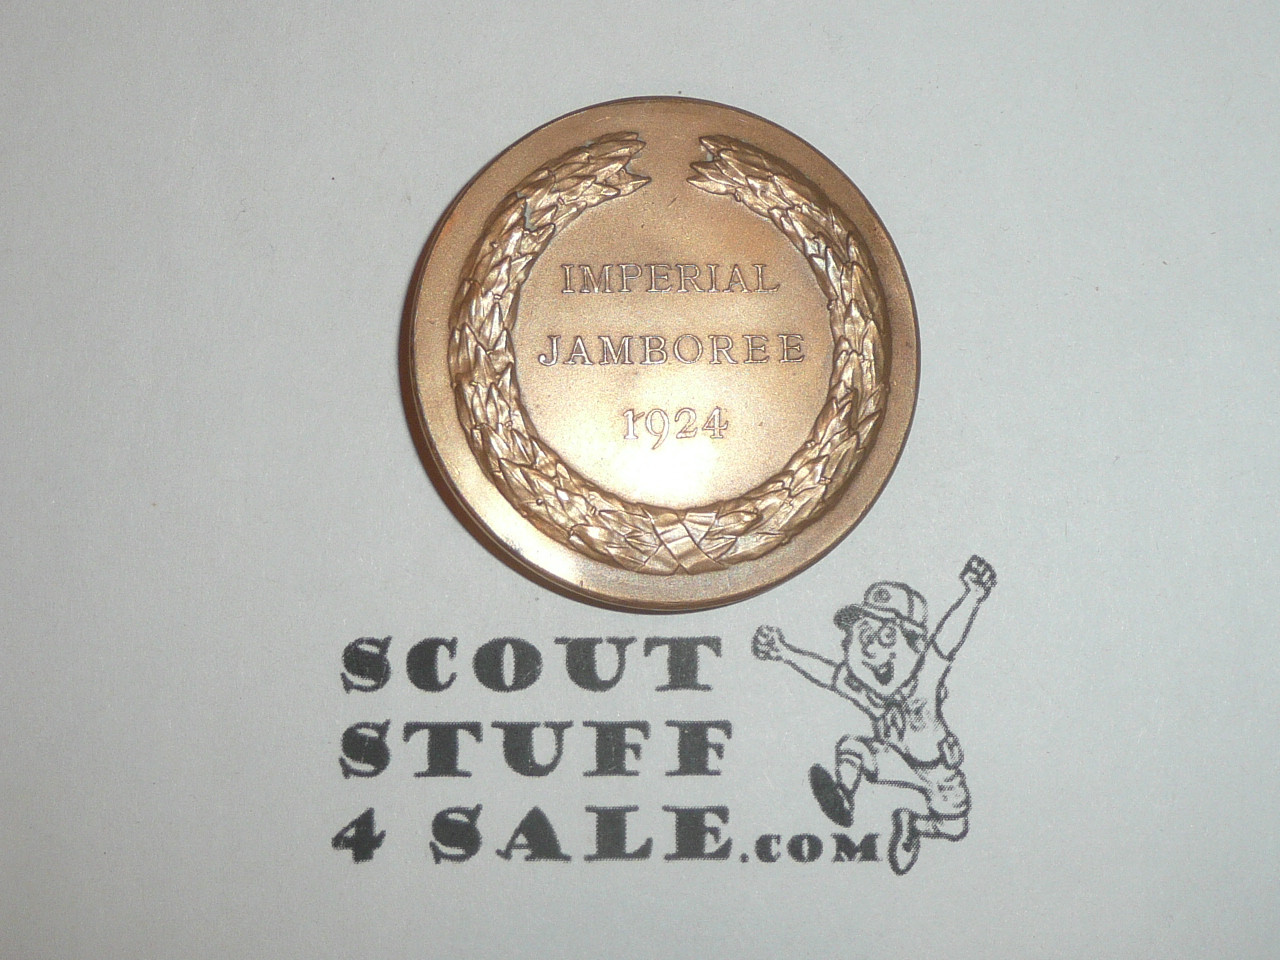 IMPERIAL
JAMBOREE
1924
SCOUT
STUFF
4 SALE.COM